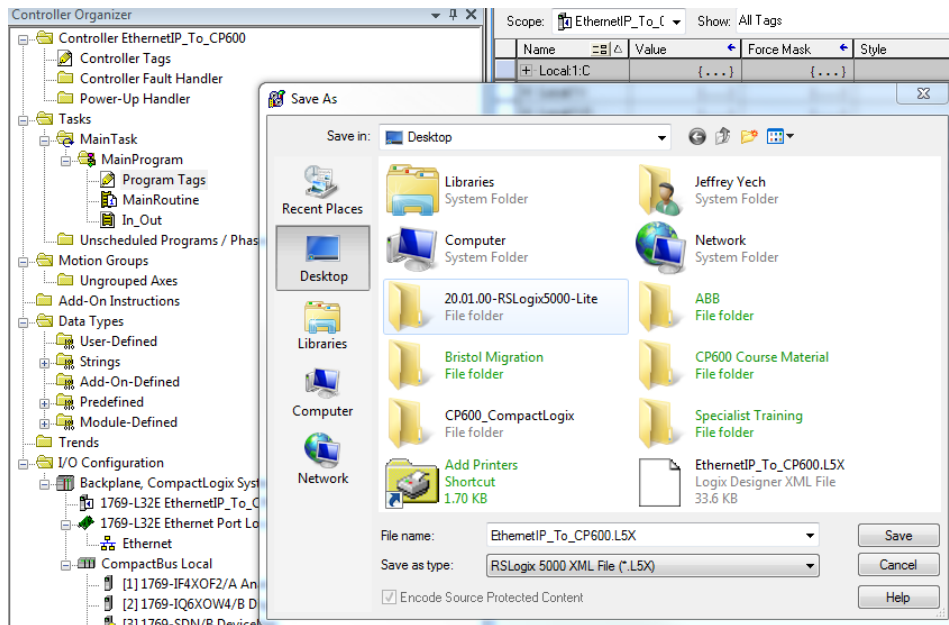 Controller Organizer
Controller EthernetIP_To_CP600
Controller Tags
Controller Fault Handler
Power-Up Handler
Tasks
MainTask
MainProgram
Program Tags
MainRoutine
In_Out
Unscheduled Programs / Phas
Motion Groups
Ungrouped Axes
Add-On Instructions
Data Types
User-Defined
Strings
Add-On-Defined
Predefined
Module-Defined
Trends
I/O Configuration
Backplane, CompactLogix Syst
1769-L32E EthernetIP_To_C
1769-L32E Ethernet Port Lo
Ethernet
CompactBus Local
[1] 1769-IF4XOF2/A An
[2] 1769-IQ6XOW4/B D
[3] 1769-SDN/B Device
Scope: EthernetIP_To_( Show: All Tags
Name Value Force Mask Style
Local:1:C {...} {...}
Save As
Save in: Desktop
Recent Places
Desktop
Libraries
Computer
Network
Libraries
System Folder
Jeffrey Yech
System Folder
Computer
System Folder
Network
System Folder
20.01.00-RSLogix5000-Lite
File folder
ABB
File folder
Bristol Migration
File folder
CP600 Course Material
File folder
CP600_CompactLogix
File folder
Specialist Training
File folder
Add Printers
Shortcut
1.70 KB
EthernetIP_To_CP600.L5X
Logix Designer XML File
33.6 KB
File name: EthernetIP_To_CP600.L5X
Save
Save as type: RSLogix 5000 XML File (*.L5X)
Cancel
Encode Source Protected Content
Help